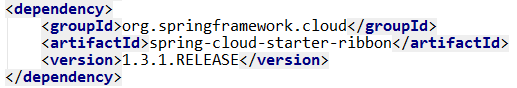 <dependency>
<groupId>org.springframework.cloud</groupId>
<artifactId>spring-cloud-starter-ribbon</artifactId>
<version>1.3.1.RELEASE</version>
</dependency>